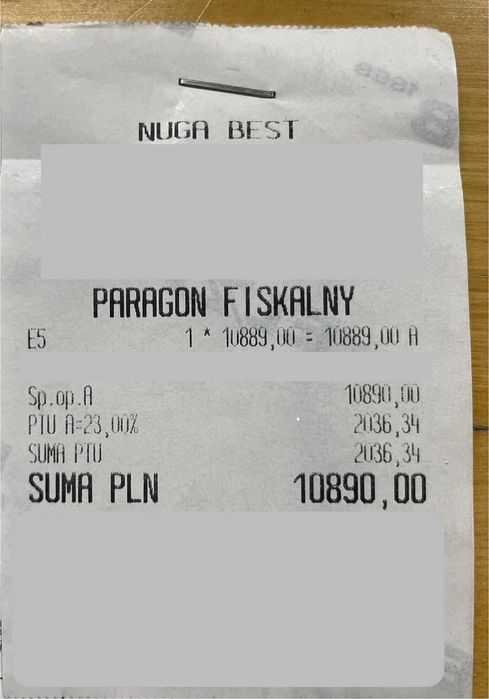 NUGA BEST
PARAGON FISKALNY
E5 1 * 10889,00 = 10889,00 A
Sp.op.A 10890,00
PTU A=23,00% 2036,34
SUMA PTU 2036,34
SUMA PLN 10890,00